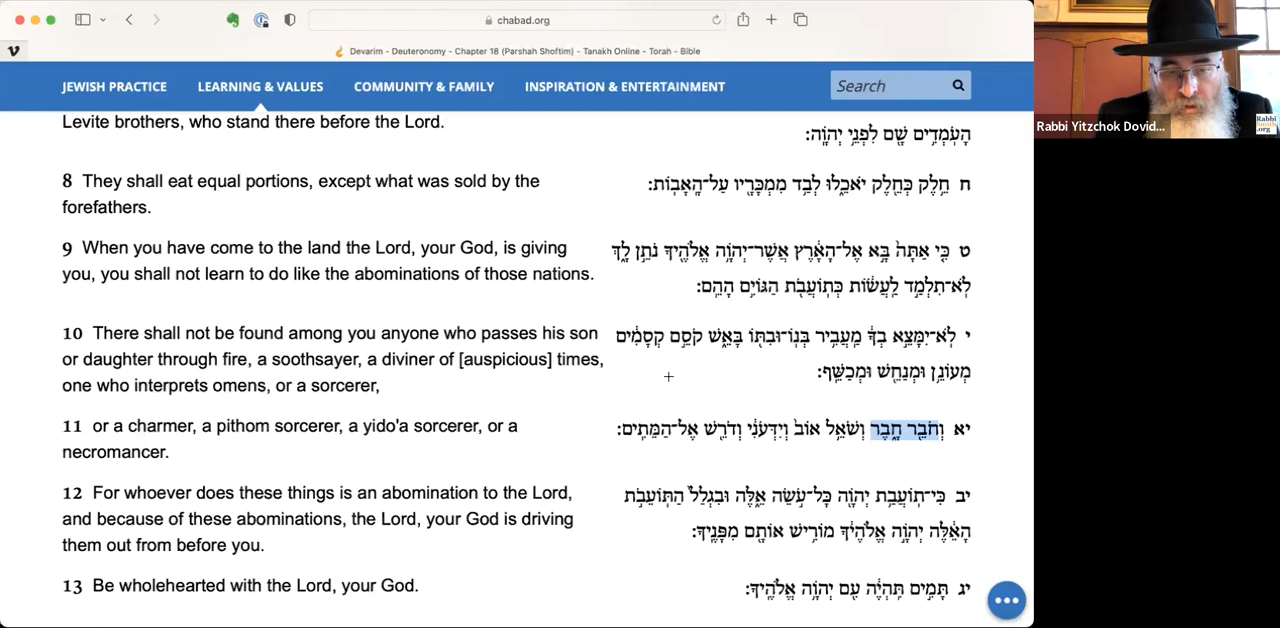 chabad.org
Devarim - Deuteronomy - Chapter 18 (Parshah Shoftim) - Tanakh Online - Torah - Bible
JEWISH PRACTICE LEARNING & VALUES COMMUNITY & FAMILY INSPIRATION & ENTERTAINMENT Search
Rabbi Yitzchok Dovid...
Rabbi
Smith
.org
Levite brothers, who stand there before the Lord.
הָעֹֽמְדִ֥ים שָׁ֖ם לִפְנֵ֥י יְהֹוָֽה:
8 They shall eat equal portions, except what was sold by the
forefathers.
ח חֵ֥לֶק כְּחֵ֖לֶק יֹאכֵ֑לוּ לְבַ֥ד מִמְכָּרָ֖יו עַל־הָֽאָבֽוֹת:
9 When you have come to the land the Lord, your God, is giving
you, you shall not learn to do like the abominations of those nations.
ט כִּ֤י אַתָּה֙ בָּ֣א אֶל־הָאָ֔רֶץ אֲשֶׁר־יְהֹוָ֥ה אֱלֹהֶ֖יךָ נֹתֵ֣ן לָ֑ךְ
לֹֽא־תִלְמַ֣ד לַֽעֲשׂ֔וֹת כְּתֽוֹעֲבֹ֖ת הַגּוֹיִ֥ם הָהֵֽם:
10 There shall not be found among you anyone who passes his son
or daughter through fire, a soothsayer, a diviner of [auspicious] times,
one who interprets omens, or a sorcerer,
י לֹֽא־יִמָּצֵ֣א בְךָ֔ מַֽעֲבִ֥יר בְּנֽוֹ־וּבִתּ֖וֹ בָּאֵ֑שׁ קֹסֵ֣ם קְסָמִ֔ים
מְעוֹנֵ֥ן וּמְנַחֵ֖שׁ וּמְכַשֵּֽׁף:
11 or a charmer, a pithom sorcerer, a yido'a sorcerer, or a
necromancer.
יא וְחֹבֵ֖ר חָ֑בֶר וְשֹׁאֵ֥ל אוֹב֙ וְיִדְּעֹנִ֔י וְדֹרֵ֖שׁ אֶל־הַמֵּתִֽים:
12 For whoever does these things is an abomination to the Lord,
and because of these abominations, the Lord, your God is driving
them out from before you.
יב כִּי־תֽוֹעֲבַ֥ת יְהֹוָ֖ה כָּל־עֹ֣שֵׂה אֵ֑לֶּה וּבִגְלַל֙ הַתּֽוֹעֵבֹ֣ת
הָאֵ֔לֶּה יְהֹוָ֣ה אֱלֹהֶ֔יךָ מוֹרִ֥ישׁ אוֹתָ֖ם מִפָּנֶֽיךָ:
13 Be wholehearted with the Lord, your God.
יג תָּמִ֣ים תִּֽהְיֶ֔ה עִ֖ם יְהֹוָ֥ה אֱלֹהֶֽיךָ: